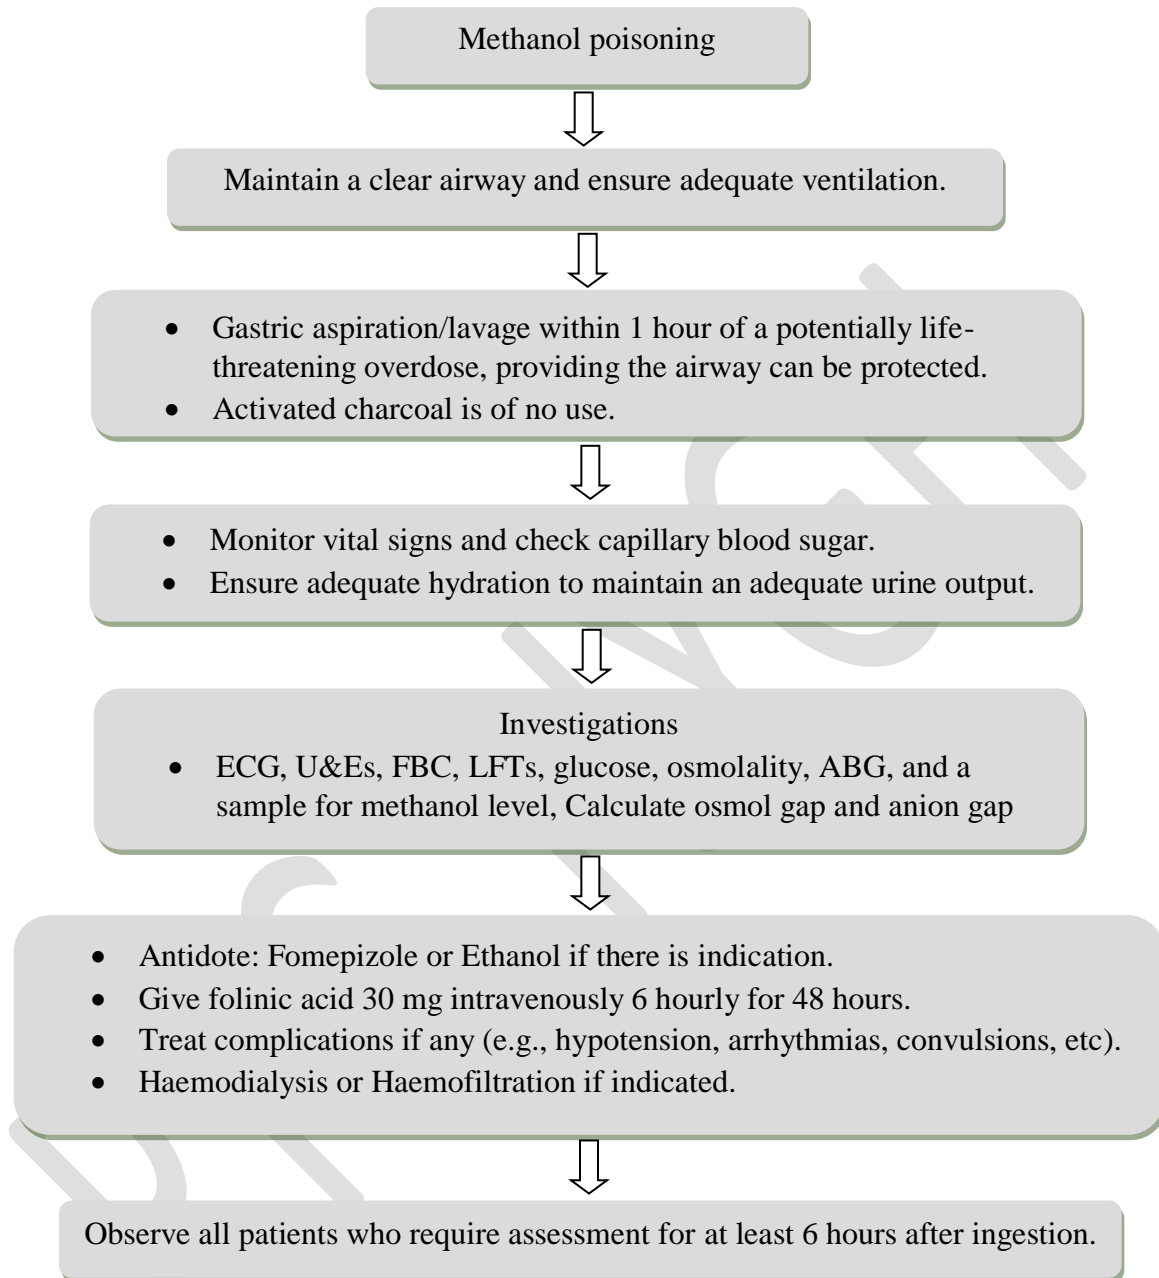 Methanol poisoning
Maintain a clear airway and ensure adequate ventilation.
• Gastric aspiration/lavage within 1 hour of a potentially life-
threatening overdose, providing the airway can be protected.
• Activated charcoal is of no use.
• Monitor vital signs and check capillary blood sugar.
• Ensure adequate hydration to maintain an adequate urine output.
Investigations
• ECG, U&Es, FBC, LFTs, glucose, osmolality, ABG, and a
sample for methanol level, Calculate osmol gap and anion gap
• Antidote: Fomepizole or Ethanol if there is indication.
• Give folinic acid 30 mg intravenously 6 hourly for 48 hours.
• Treat complications if any (e.g., hypotension, arrhythmias, convulsions, etc).
• Haemodialysis or Haemofiltration if indicated.
Observe all patients who require assessment for at least 6 hours after ingestion.